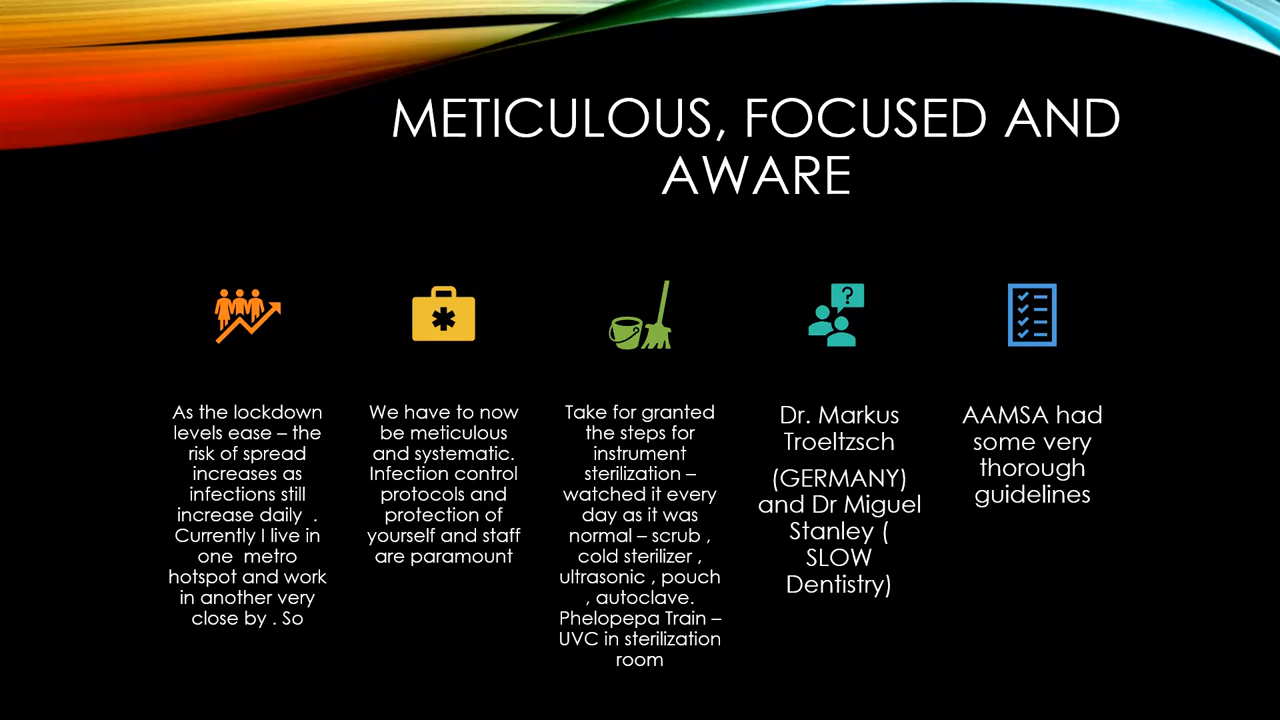 METICULOUS, FOCUSED AND
AWARE
As the lockdown
levels ease – the
risk of spread
increases as
infections still
increase daily .
Currently I live in
one metro
hotspot and work
in another very
close by . So
We have to now
be meticulous
and systematic.
Infection control
protocols and
protection of
yourself and staff
are paramount
Take for granted
the steps for
instrument
sterilization –
watched it every
day as it was
normal – scrub ,
cold sterilizer ,
ultrasonic , pouch
, autoclave.
Phelopepa Train –
UVC in sterilization
room
Dr. Markus
Troeltzsch
(GERMANY)
and Dr Miguel
Stanley (
SLOW
Dentistry)
AAMSA had
some very
thorough
guidelines